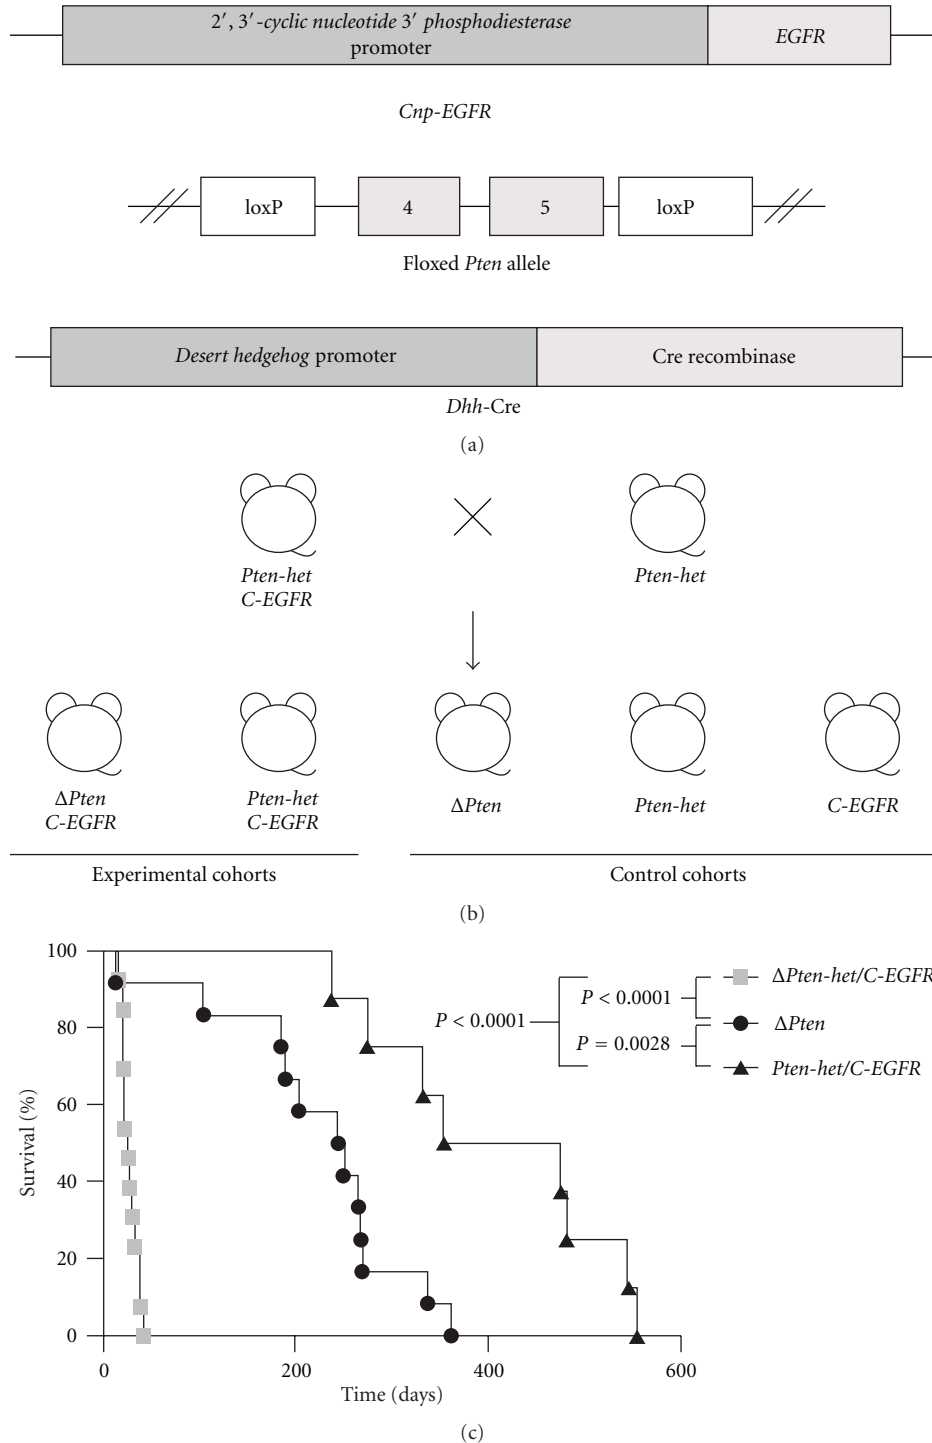 2′, 3′-cyclic nucleotide 3′ phosphodiesterase
promoter
EGFR
Cnp-EGFR
loxP 4 5 loxP
Floxed Pten allele
Desert hedgehog promoter Cre recombinase
Dhh-Cre
(a)
Pten-het
C-EGFR
Pten-het
ΔPten
C-EGFR
Pten-het
C-EGFR
ΔPten
Pten-het
C-EGFR
Experimental cohorts
Control cohorts
(b)
100
80
60
40
20
0
Survival (%)
0 200 400 600
Time (days)
P < 0.0001
P < 0.0001
P = 0.0028
ΔPten-het/C-EGFR
ΔPten
Pten-het/C-EGFR
(c)